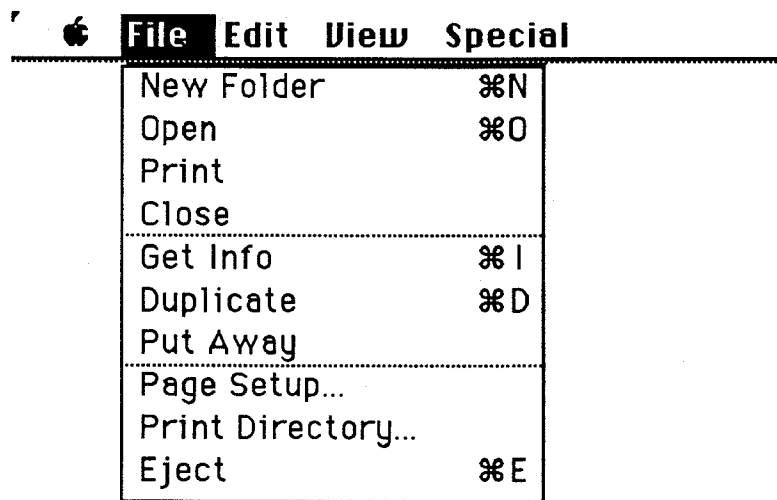 File Edit View Special
New Folder ⌘N
Open ⌘O
Print
Close
Get Info ⌘I
Duplicate ⌘D
Put Away
Page Setup...
Print Directory...
Eject ⌘E